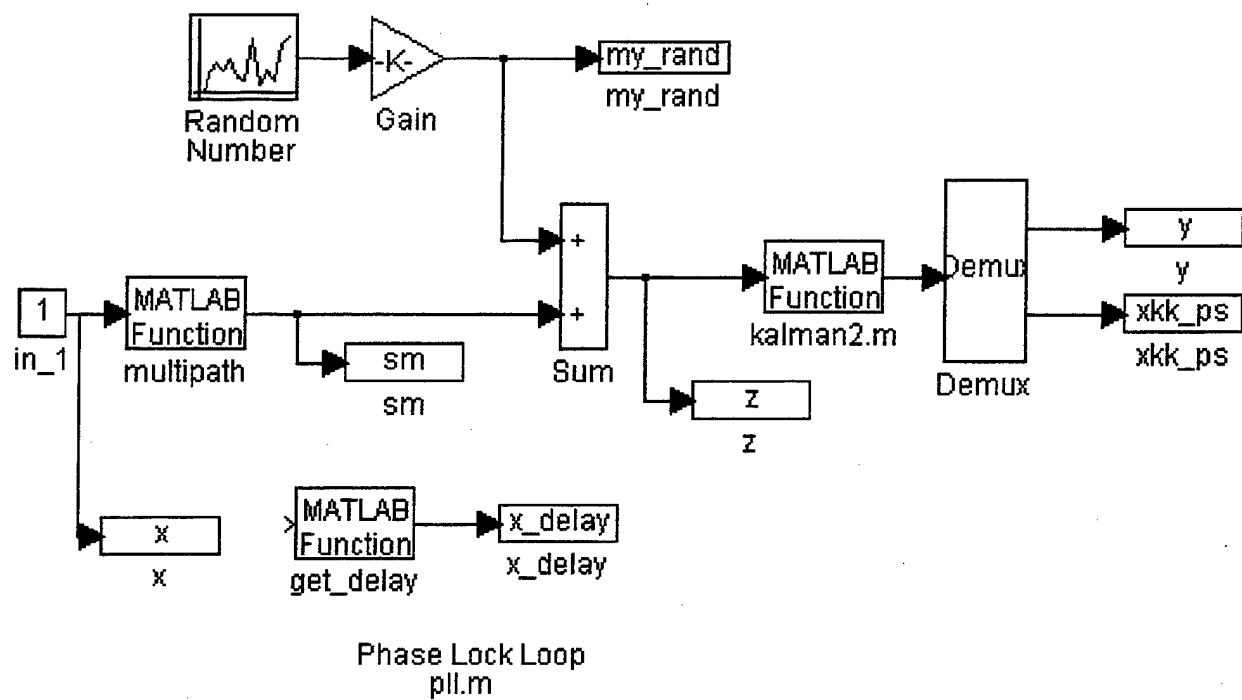 -K-
my_rand
my_rand
Random
Number
Gain
+
+
Sum
MATLAB
Function
kalman2.m
Demux
Demux
y
y
xkk_ps
xkk_ps
1
in_1
MATLAB
Function
multipath
sm
sm
z
z
x
x
MATLAB
Function
get_delay
x_delay
x_delay
Phase Lock Loop
pll.m